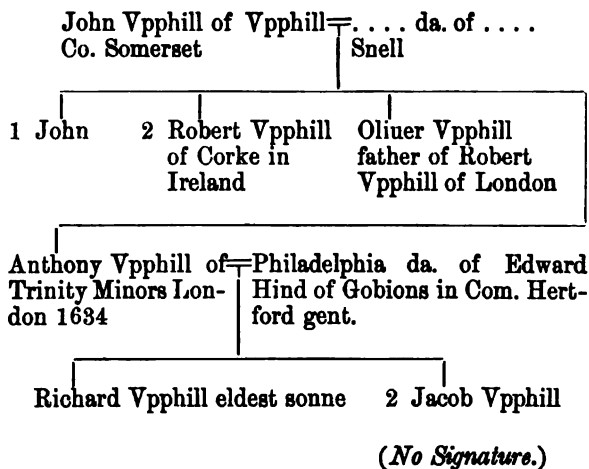 John Vpphill of Vpphill=. . . . da. of . . . .
Co. Somerset Snell
1 John 2 Robert Vpphill Oliuer Vpphill
of Corke in father of Robert
Ireland Vpphill of London
Anthony Vpphill of=Philadelphia da. of Edward
Trinity Minors Lon- Hind of Gobions in Com. Hert-
don 1634 ford gent.
Richard Vpphill eldest sonne 2 Jacob Vpphill
(No Signature.)